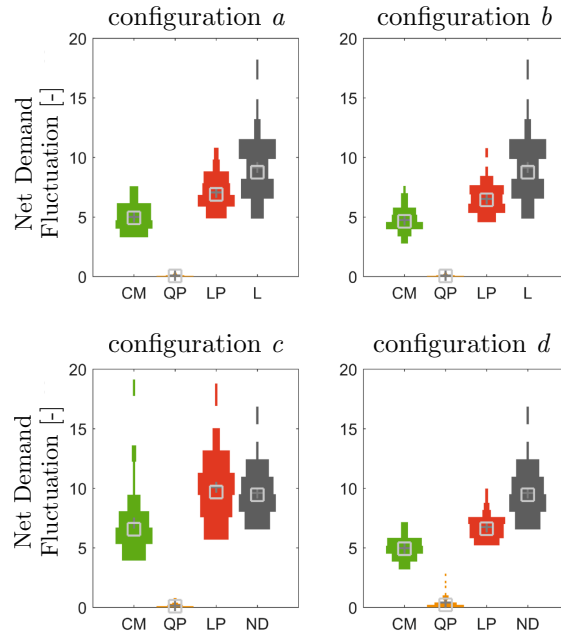 configuration a configuration b
Net Demand
Fluctuation [-]
20 20
15 15
10 10
5 5
0 0
CM QP LP L CM QP LP L
configuration c configuration d
Net Demand
Fluctuation [-]
20 20
15 15
10 10
5 5
0 0
CM QP LP ND CM QP LP ND